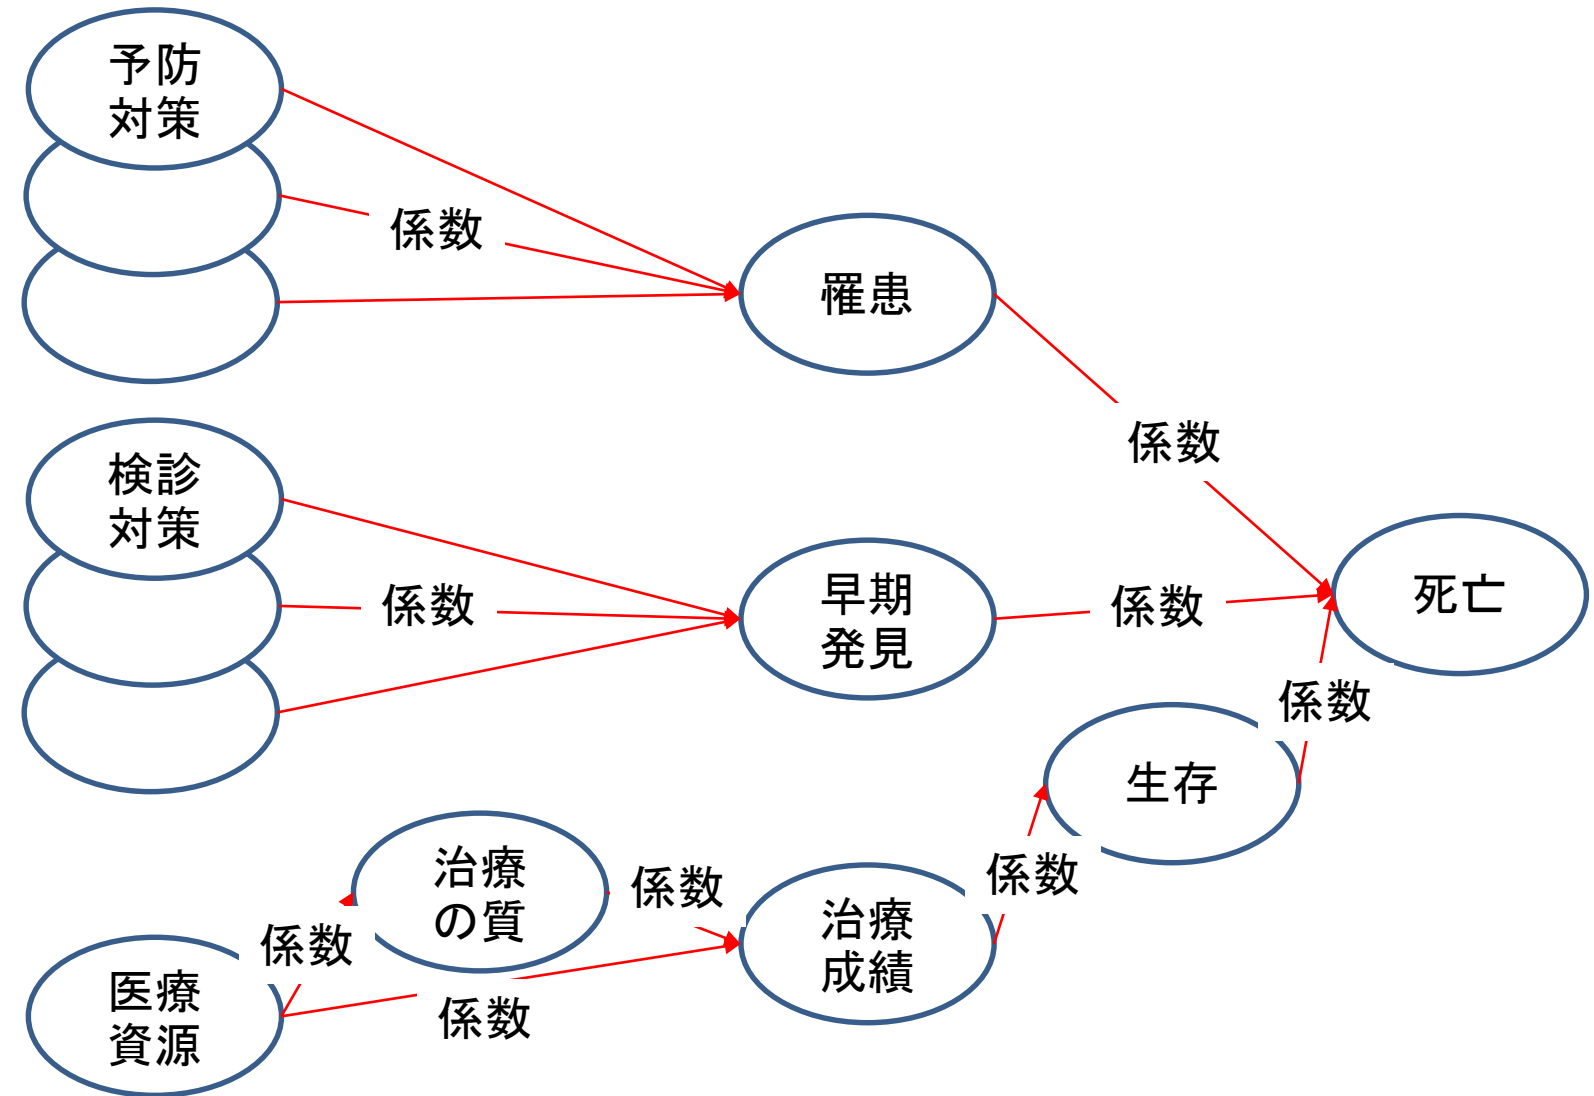 予防
対策
係数
罹患
係数
検診
対策
係数
早期
発見
係数
死亡
係数
生存
係数
治療
の質
係数
治療
成績
係数
医療
資源
係数